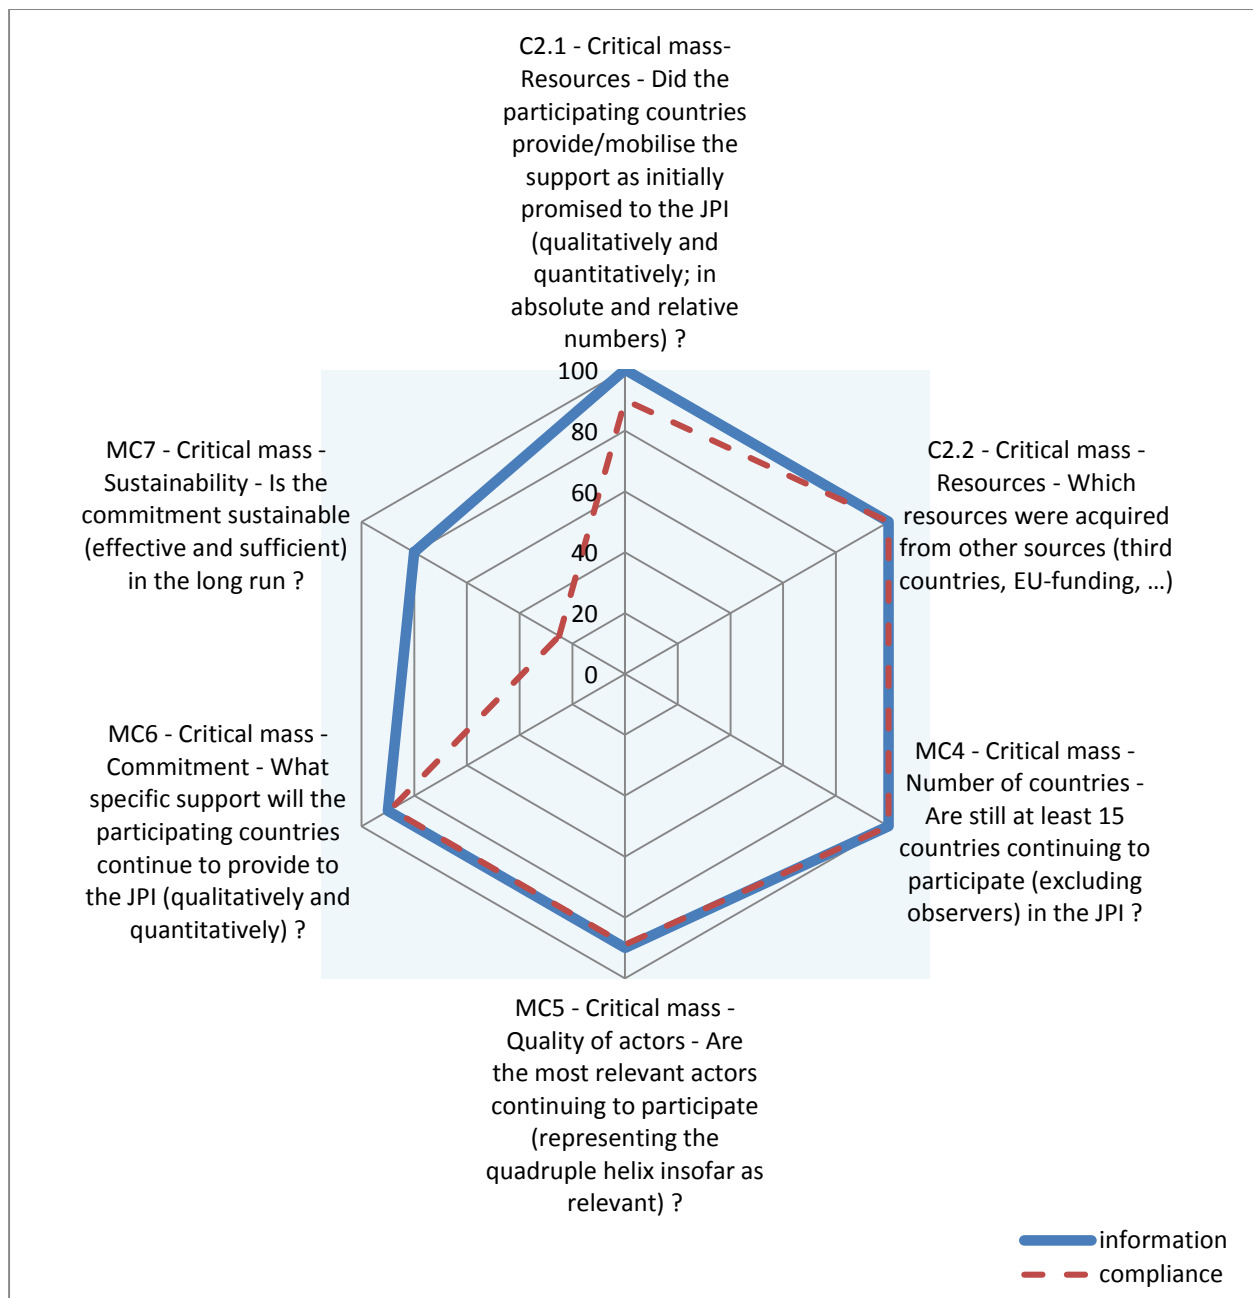 C2.1 - Critical mass-
Resources - Did the
participating countries
provide/mobilise the
support as initially
promised to the JPI
(qualitatively and
quantitatively; in
absolute and relative
numbers) ?
100
80
60
40
20
0
C2.2 - Critical mass -
Resources - Which
resources were acquired
from other sources (third
countries, EU-funding, ...)
MC4 - Critical mass -
Number of countries -
Are still at least 15
countries continuing to
participate (excluding
observers) in the JPI ?
MC5 - Critical mass -
Quality of actors - Are
the most relevant actors
continuing to participate
(representing the
quadruple helix insofar as
relevant) ?
MC6 - Critical mass -
Commitment - What
specific support will the
participating countries
continue to provide to
the JPI (qualitatively and
quantitatively) ?
MC7 - Critical mass -
Sustainability - Is the
commitment sustainable
(effective and sufficient)
in the long run ?
information
compliance